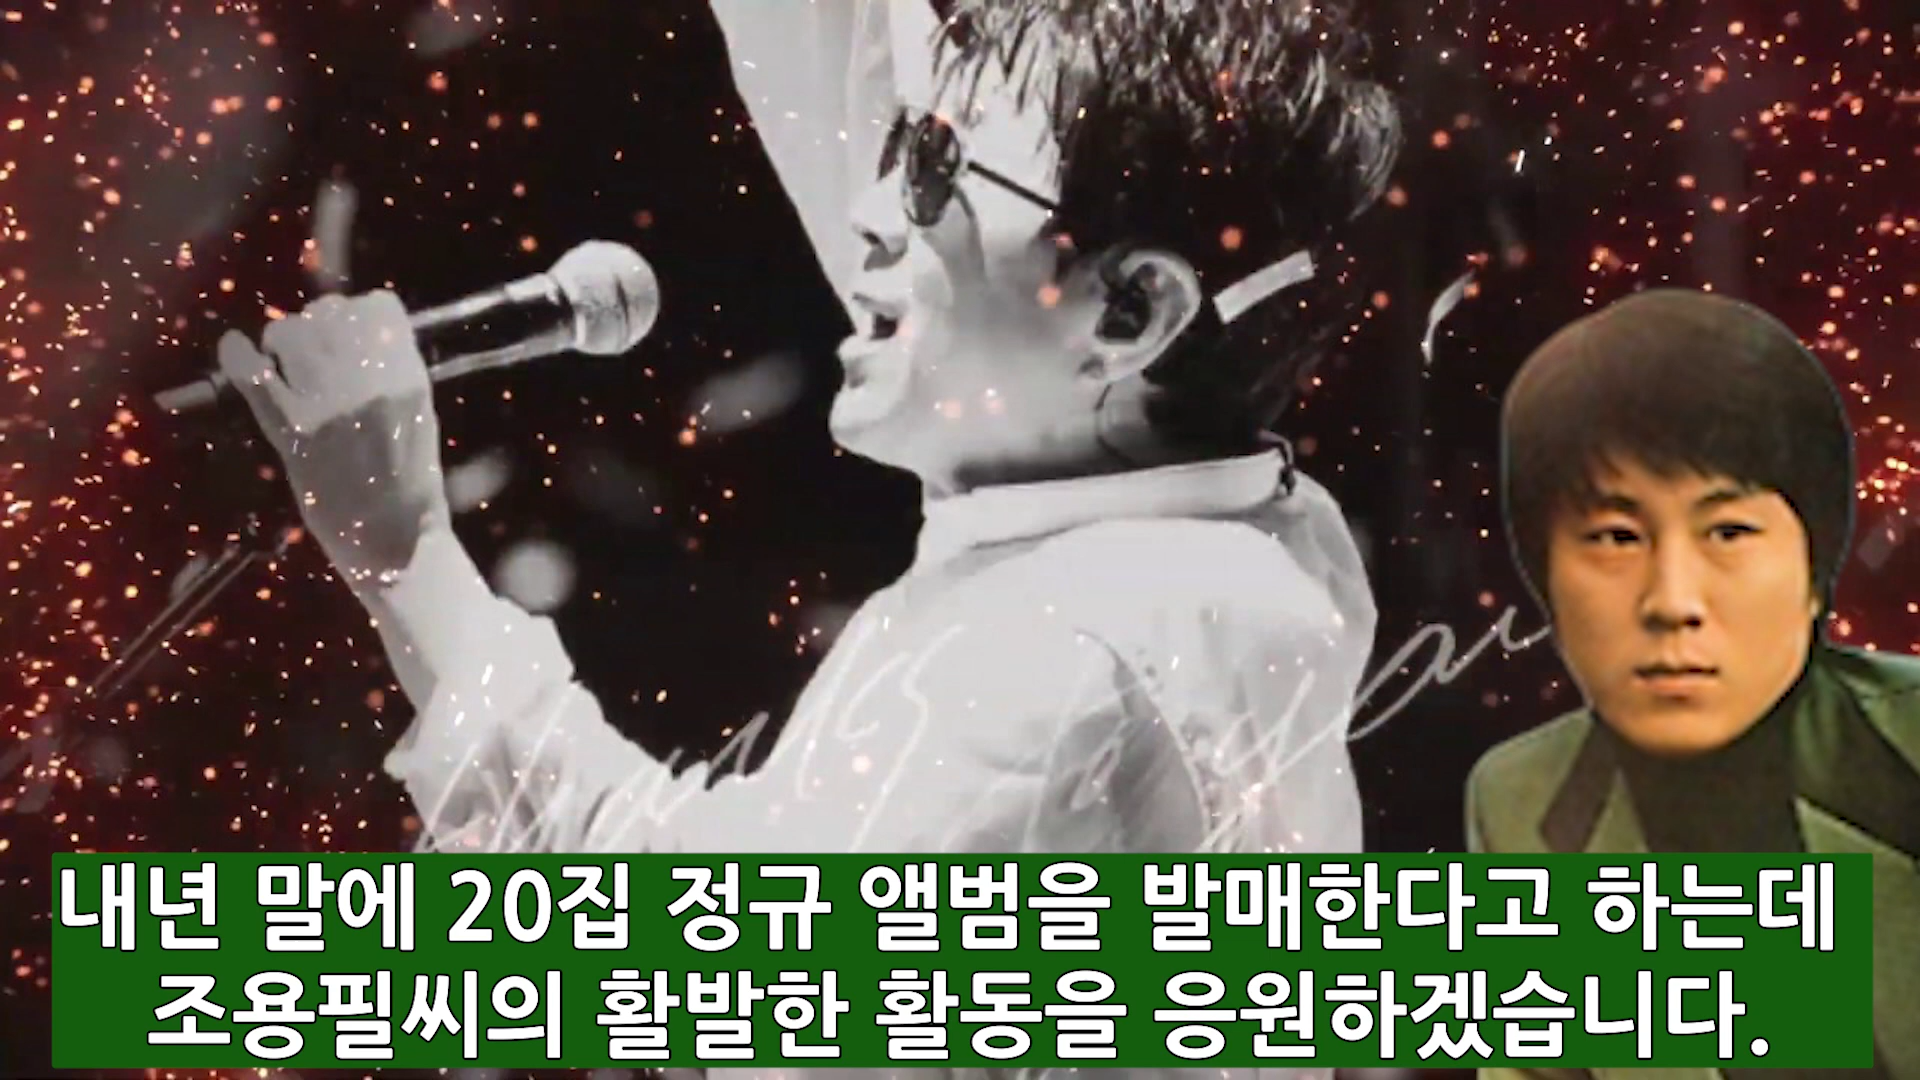 내년 말에 20집 정규 앨범을 발매한다고 하는데
조용필씨의 활발한 활동을 응원하겠습니다.